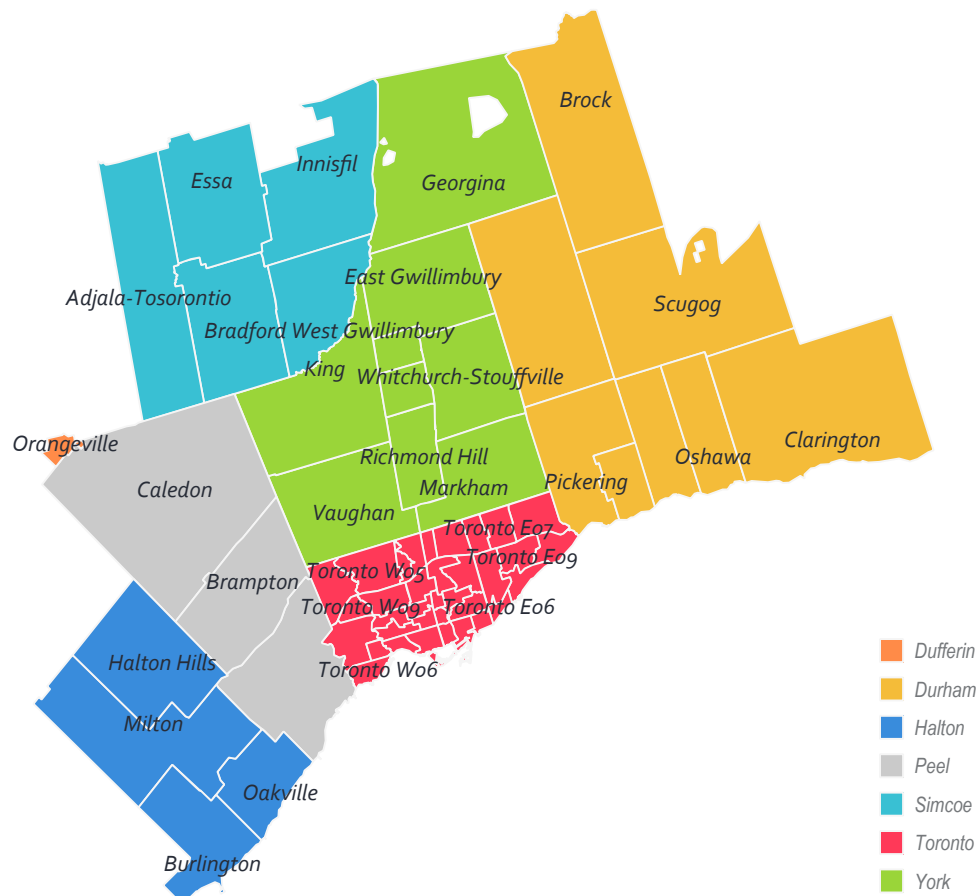 Brock
Innisfil
Essa
Georgina
East Gwillimbury
Adjala-Tosorontio
Scugog
Bradford West Gwillimbury
King
Whitchurch-Stouffville
Orangeville
Clarington
Richmond Hill
Oshawa
Pickering
Markham
Caledon
Vaughan
Toronto E07
Toronto E09
Toronto W05
Brampton
Toronto W09
Toronto E06
Halton Hills
Toronto W06
Milton
Oakville
Burlington
Dufferin
Durham
Halton
Peel
Simcoe
Toronto
York